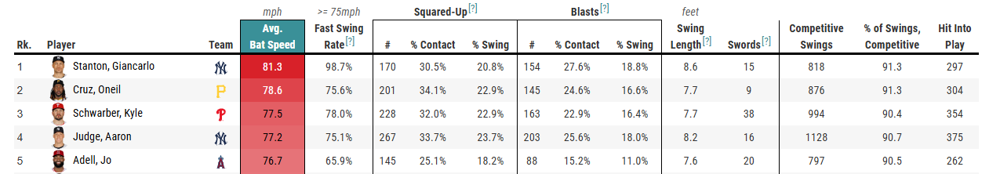 mph >= 75mph Squared-Up[?] Blasts[?] feet
Avg. Fast Swing Swing Competitive % of Swings, Hit Into
Rk. Player Team Bat Speed Rate[?] # % Contact % Swing # % Contact % Swing Length[?] Swords[?] Swings Competitive Play
1 Stanton, Giancarlo NY 81.3 98.7% 170 30.5% 20.8% 154 27.6% 18.8% 8.6 15 818 91.3 297
2 Cruz, Oneil P 78.6 75.6% 201 34.1% 22.9% 145 24.6% 16.6% 7.7 9 876 91.3 304
3 Schwarber, Kyle P 77.5 78.0% 228 32.0% 22.9% 163 22.9% 16.4% 7.7 38 994 90.4 354
4 Judge, Aaron NY 77.2 75.1% 267 33.7% 23.7% 203 25.6% 18.0% 8.2 16 1128 90.7 375
5 Adell, Jo A 76.7 65.9% 145 25.1% 18.2% 88 15.2% 11.0% 7.6 20 797 90.5 262